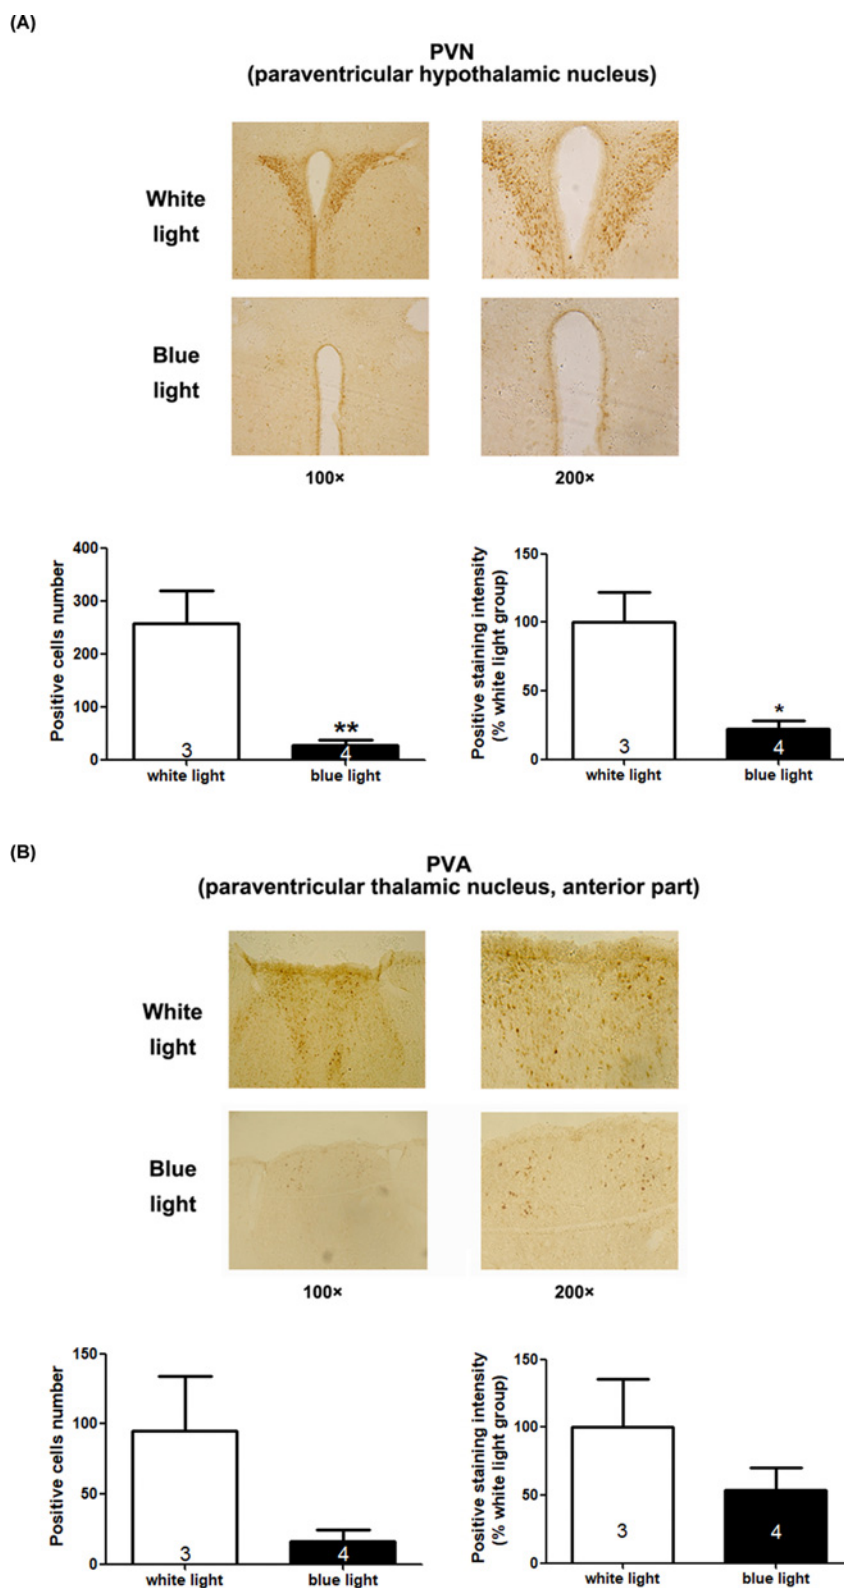 (A)
PVN
(paraventricular hypothalamic nucleus)
White
light
Blue
light
100×
200×
Positive cells number
400
300
200
100
0
3
**
4
white light
blue light
Positive staining intensity
(% white light group)
150
100
50
0
3
*
4
white light
blue light
(B)
PVA
(paraventricular thalamic nucleus, anterior part)
White
light
Blue
light
100×
200×
Positive cells number
150
100
50
0
3
4
white light
blue light
Positive staining intensity
(% white light group)
150
100
50
0
3
4
white light
blue light